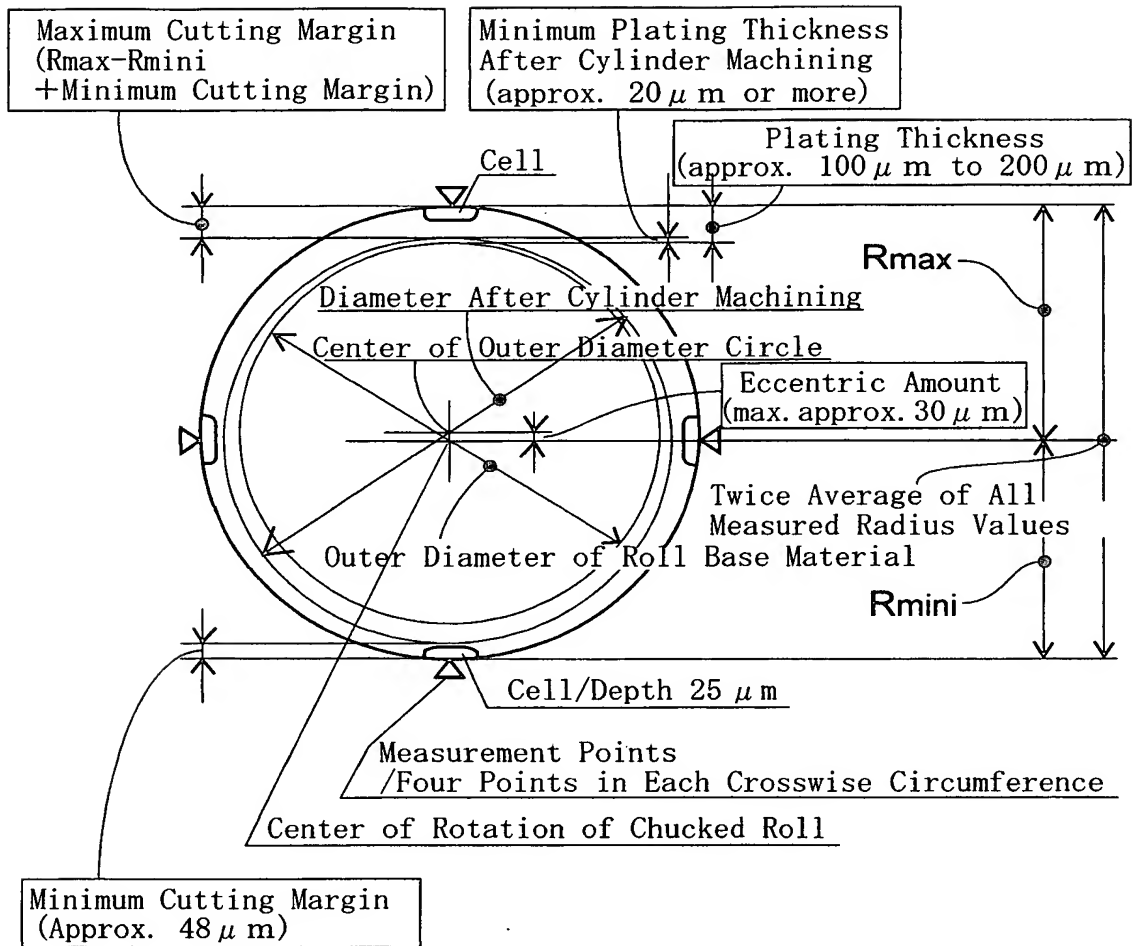 Maximum Cutting Margin
(Rmax-Rmini
+Minimum Cutting Margin)
Minimum Plating Thickness
After Cylinder Machining
(approx. 20μm or more)
Plating Thickness
(approx. 100μm to 200μm)
Cell
Rmax
Diameter After Cylinder Machining
Center of Outer Diameter Circle
Eccentric Amount
(max. approx. 30μm)
Twice Average of All
Measured Radius Values
Outer Diameter of Roll Base Material
Rmini
Cell/Depth 25μm
Measurement Points
/Four Points in Each Crosswise Circumference
Center of Rotation of Chucked Roll
Minimum Cutting Margin
(Approx. 48μm)